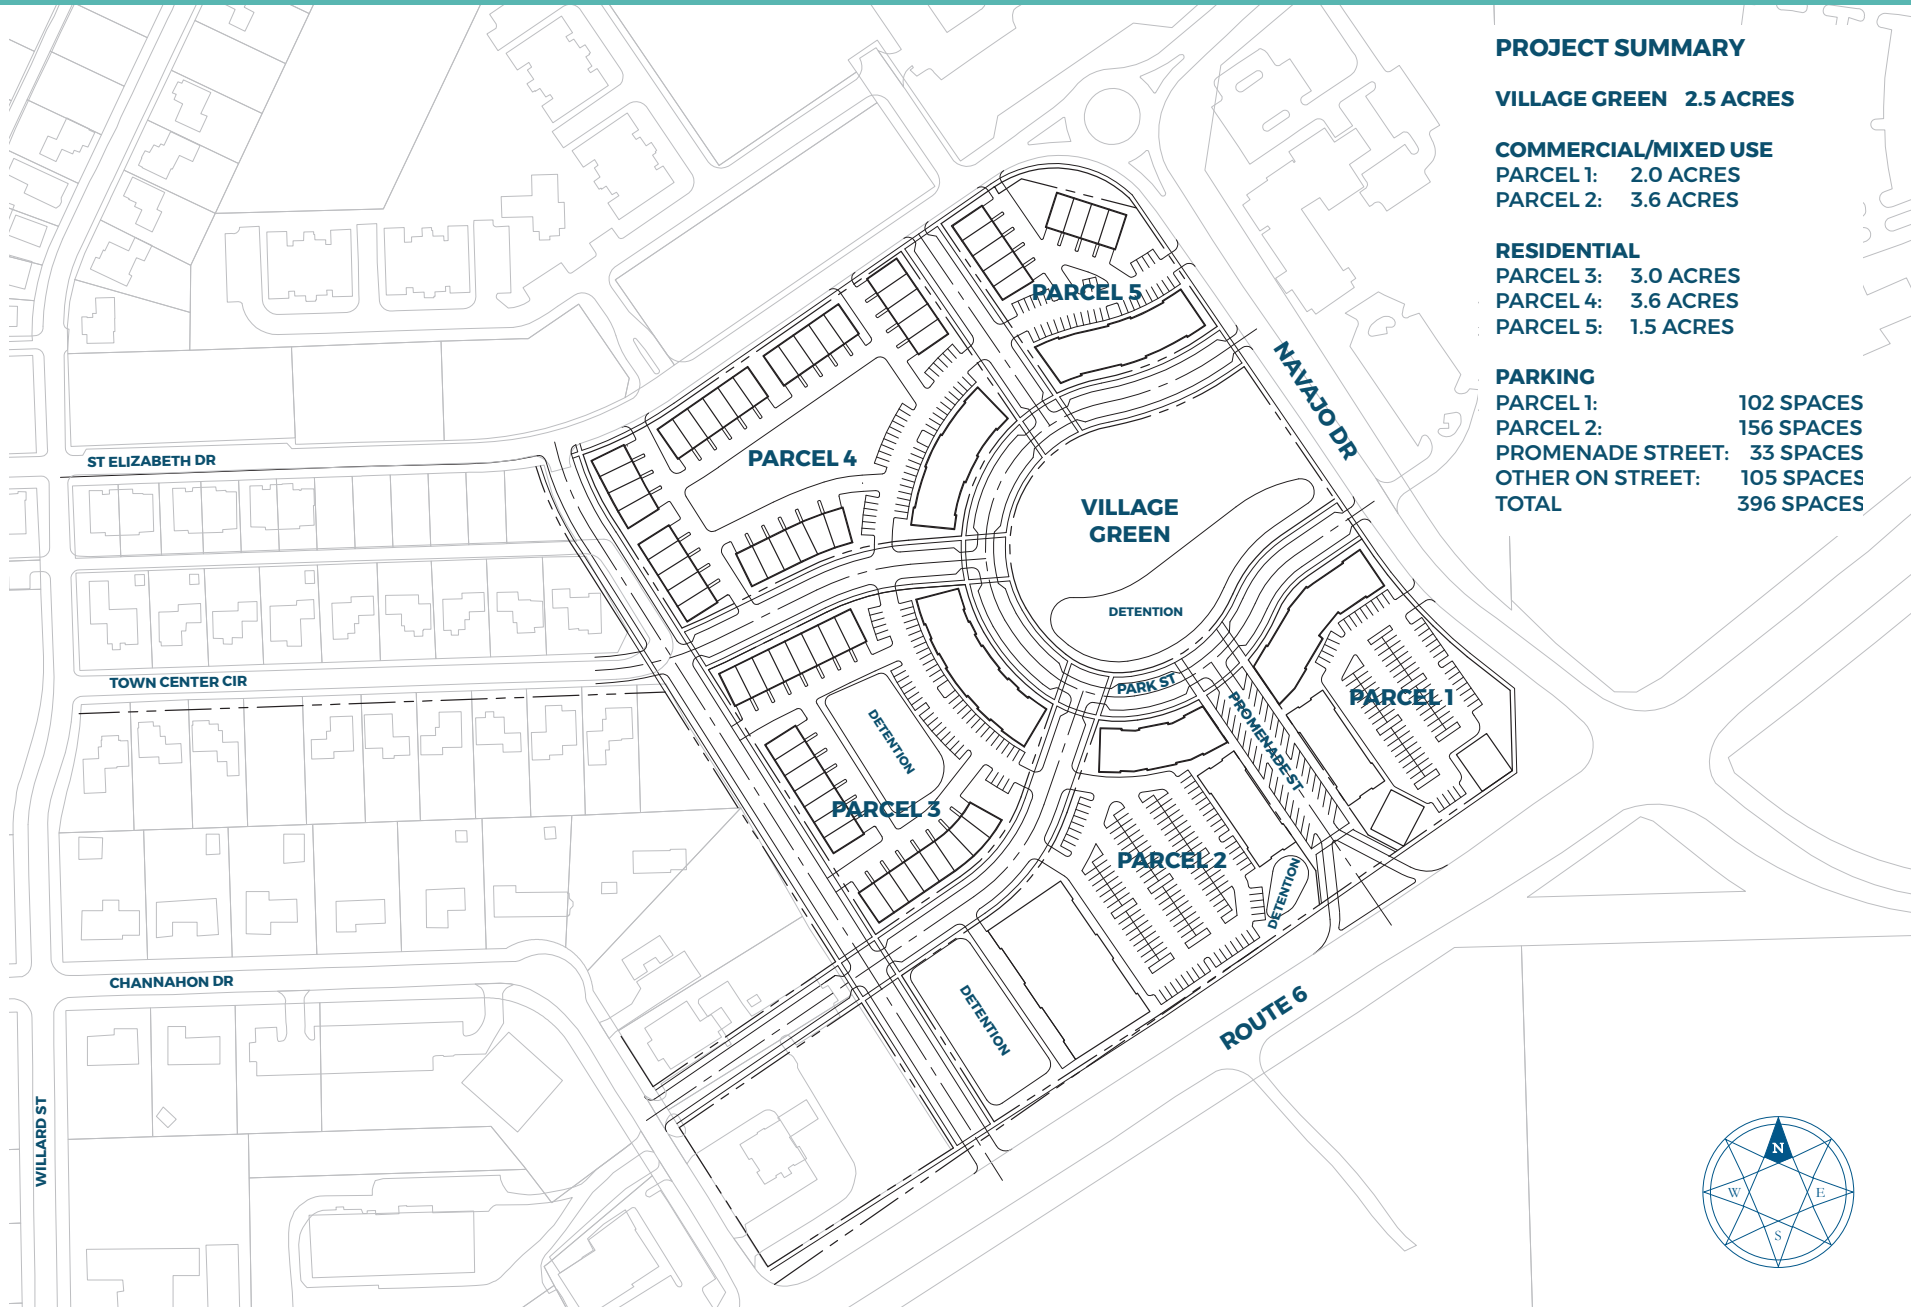 PROJECT SUMMARY
VILLAGE GREEN 2.5 ACRES
COMMERCIAL/MIXED USE
PARCEL 1: 2.0 ACRES
PARCEL 2: 3.6 ACRES
RESIDENTIAL
PARCEL 3: 3.0 ACRES
PARCEL 4: 3.6 ACRES
PARCEL 5: 1.5 ACRES
PARKING
PARCEL 1: 102 SPACES
PARCEL 2: 156 SPACES
PROMENADE STREET: 33 SPACES
OTHER ON STREET: 105 SPACES
TOTAL 396 SPACES
PARCEL 5
NAVAJO DR
PARCEL 4
ST ELIZABETH DR
VILLAGE
GREEN
DETENTION
TOWN CENTER CIR
PARK ST
PROMENADE ST
PARCEL 1
DETENTION
PARCEL 3
PARCEL 2
DETENTION
CHANNAHON DR
DETENTION
ROUTE 6
WILLARD ST
N
W
E
S